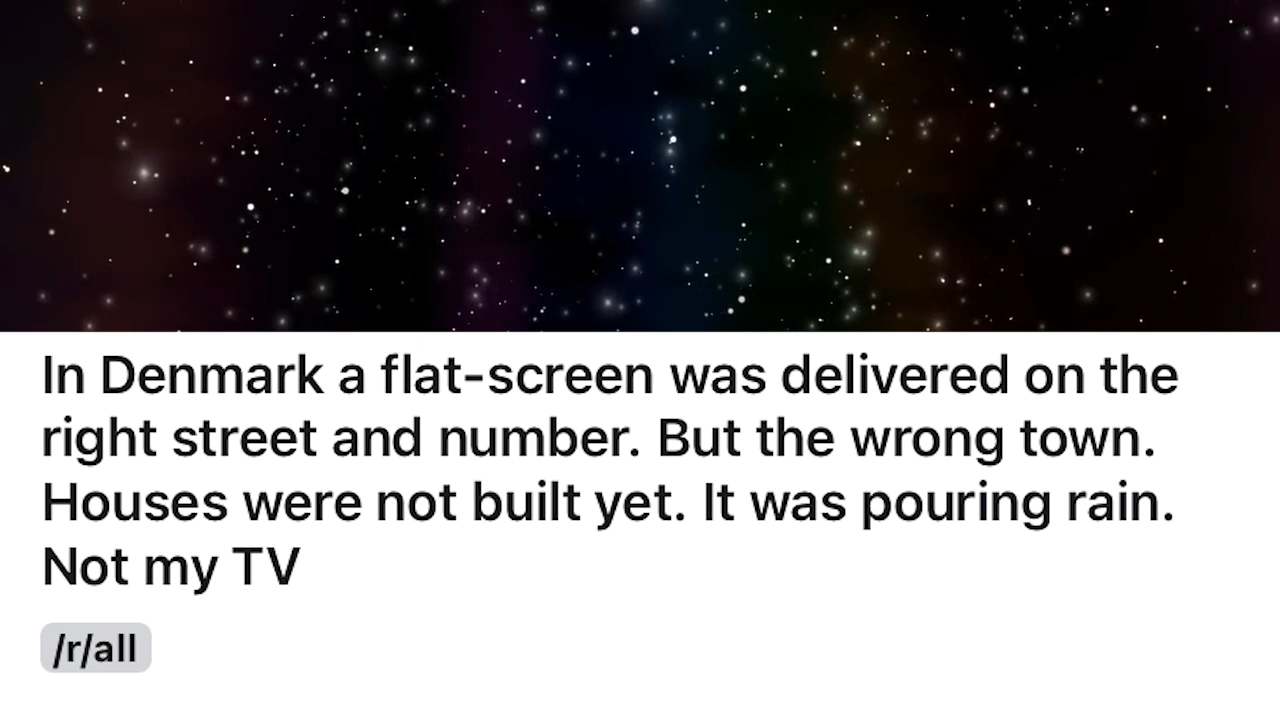 In Denmark a flat-screen was delivered on the
right street and number. But the wrong town.
Houses were not built yet. It was pouring rain.
Not my TV
/r/all